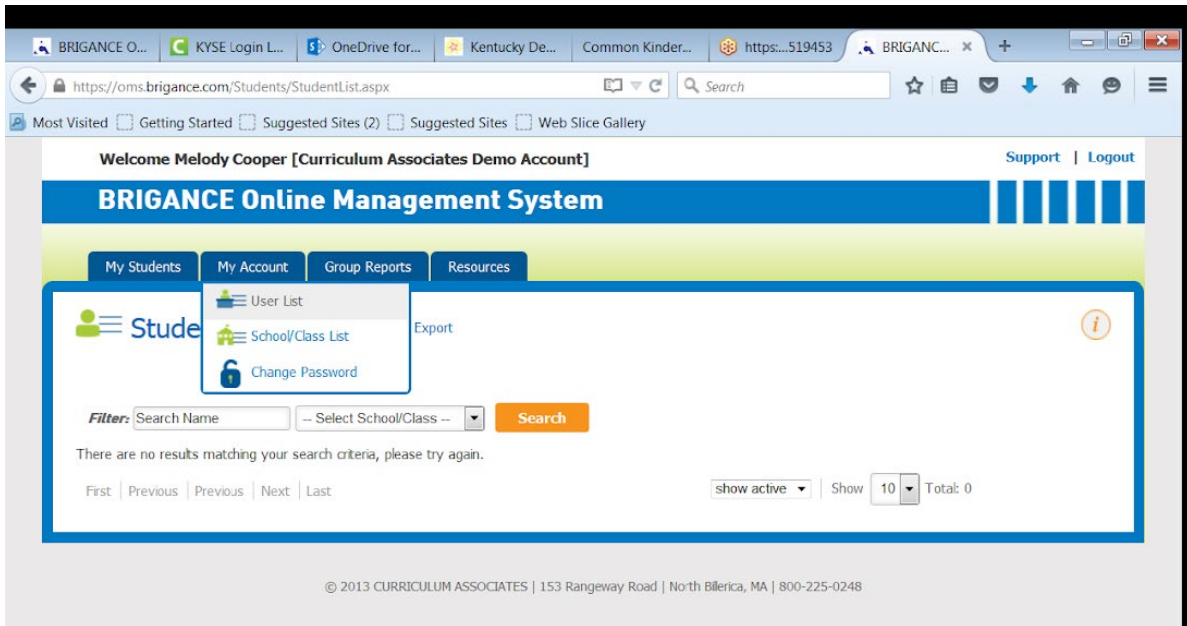 BRIGANCE O... KYSE Login L... OneDrive for... Kentucky De... Common Kinder... https:...519453 BRIGANC...
https://oms.brigance.com/Students/StudentList.aspx Search
Most Visited Getting Started Suggested Sites (2) Suggested Sites Web Slice Gallery
Welcome Melody Cooper [Curriculum Associates Demo Account] Support | Logout
BRIGANCE Online Management System
My Students My Account Group Reports Resources
User List
Stude Export
School/Class List
Change Password
Filter: Search Name -- Select School/Class -- Search
There are no results matching your search criteria, please try again.
First | Previous | Previous | Next | Last show active | Show 10 Total: 0
© 2013 CURRICULUM ASSOCIATES | 153 Rangeway Road | North Billerica, MA | 800-225-0248